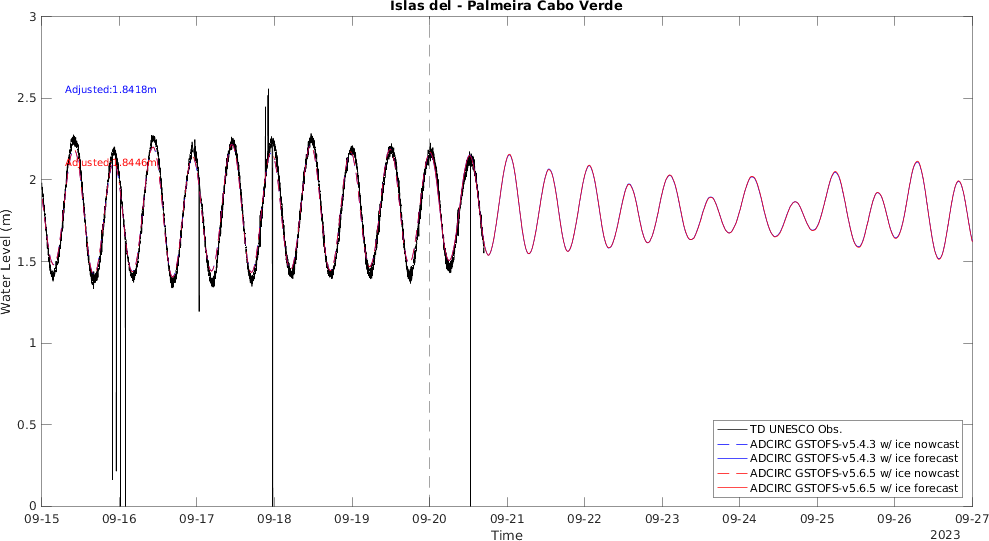 Islas del - Palmeira Cabo Verde
3
2.5
2
1.5
1
0.5
0
Water Level (m)
Adjusted:1.8418m
Adjusted:1.8446m
TD UNESCO Obs.
ADCIRC GSTOFS-v5.4.3 w/ ice nowcast
ADCIRC GSTOFS-v5.4.3 w/ ice forecast
ADCIRC GSTOFS-v5.6.5 w/ ice nowcast
ADCIRC GSTOFS-v5.6.5 w/ ice forecast
09-15 09-16 09-17 09-18 09-19 09-20 09-21 09-22 09-23 09-24 09-25 09-26 09-27
Time
2023